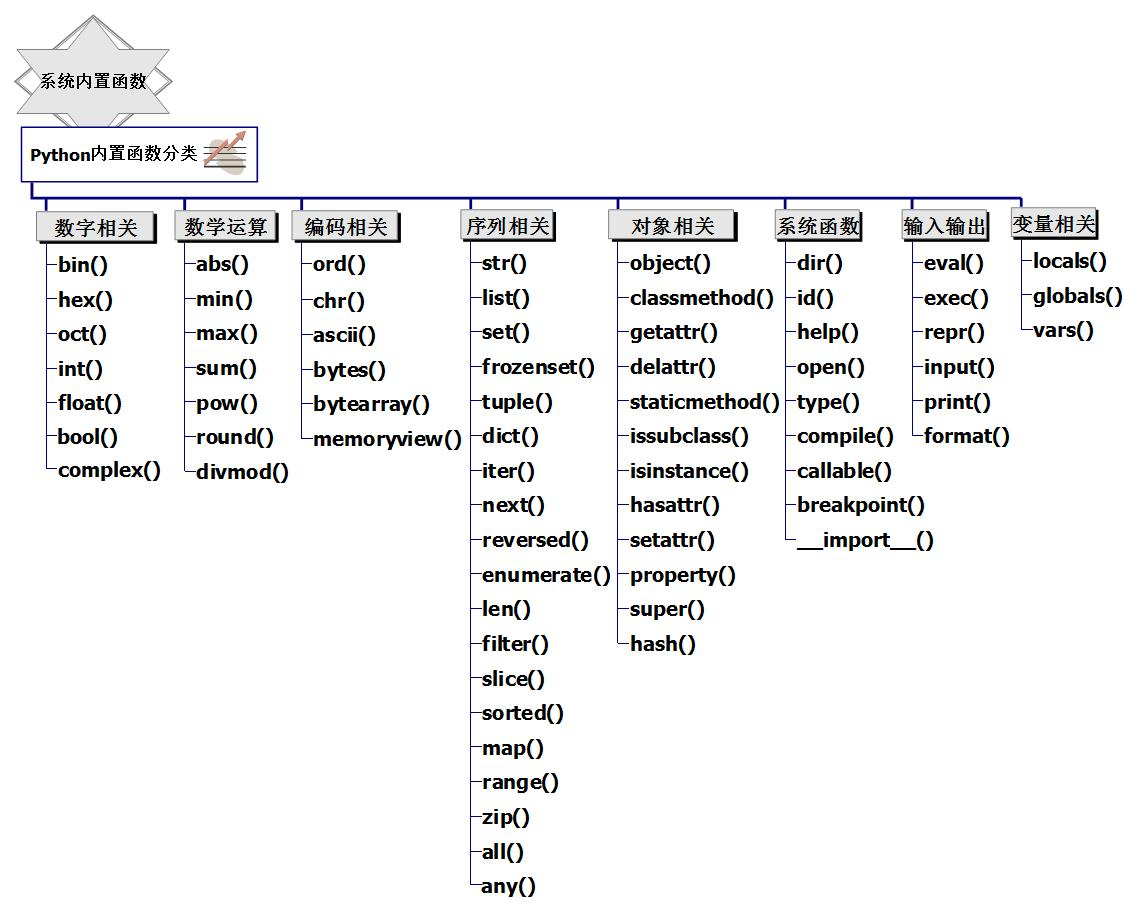 系统内置函数
Python内置函数分类
数字相关
bin()
hex()
oct()
int()
float()
bool()
complex()
数学运算
abs()
min()
max()
sum()
pow()
round()
divmod()
编码相关
ord()
chr()
ascii()
bytes()
bytearray()
memoryview()
序列相关
str()
list()
set()
frozenset()
tuple()
dict()
iter()
next()
reversed()
enumerate()
len()
filter()
slice()
sorted()
map()
range()
zip()
all()
any()
对象相关
object()
classmethod()
getattr()
delattr()
staticmethod()
issubclass()
isinstance()
hasattr()
setattr()
property()
super()
hash()
系统函数
dir()
id()
help()
open()
type()
compile()
callable()
breakpoint()
__import__()
输入输出
eval()
exec()
repr()
input()
print()
format()
变量相关
locals()
globals()
vars()